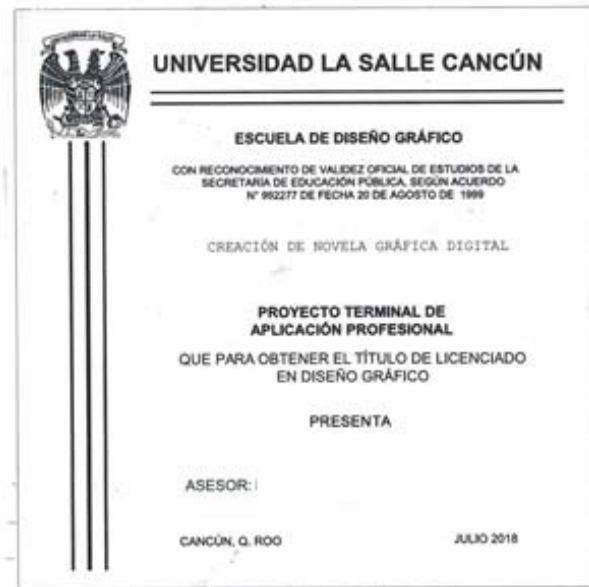 UNIVERSIDAD LA SALLE CANCÚN
ESCUELA DE DISEÑO GRÁFICO
CON RECONOCIMIENTO DE VALIDEZ OFICIAL DE ESTUDIOS DE LA
SECRETARÍA DE EDUCACIÓN PÚBLICA, SEGÚN ACUERDO
N° 992277 DE FECHA 20 DE AGOSTO DE 1999
CREACIÓN DE NOVELA GRÁFICA DIGITAL
PROYECTO TERMINAL DE
APLICACIÓN PROFESIONAL
QUE PARA OBTENER EL TÍTULO DE LICENCIADO
EN DISEÑO GRÁFICO
PRESENTA
ASESOR:
CANCÚN, Q. ROO JULIO 2018